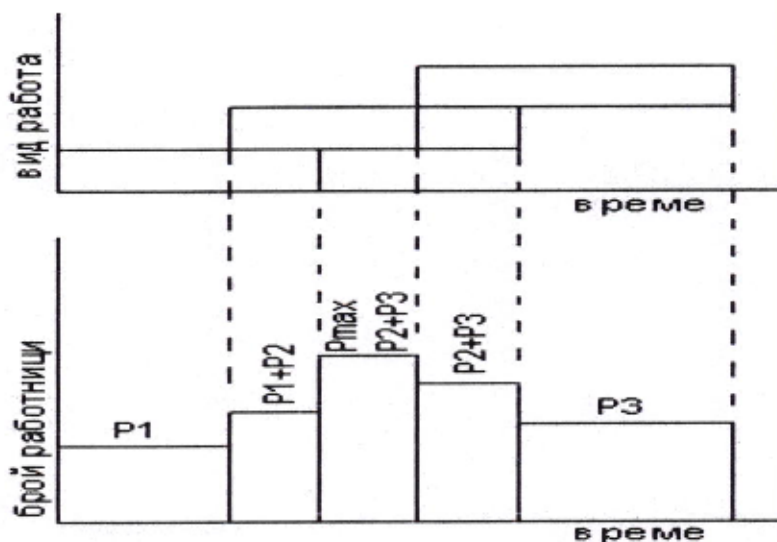 вид работа
време
брой работници
P1
P1+P2
Pmax
P2+P3
P2+P3
P3
време